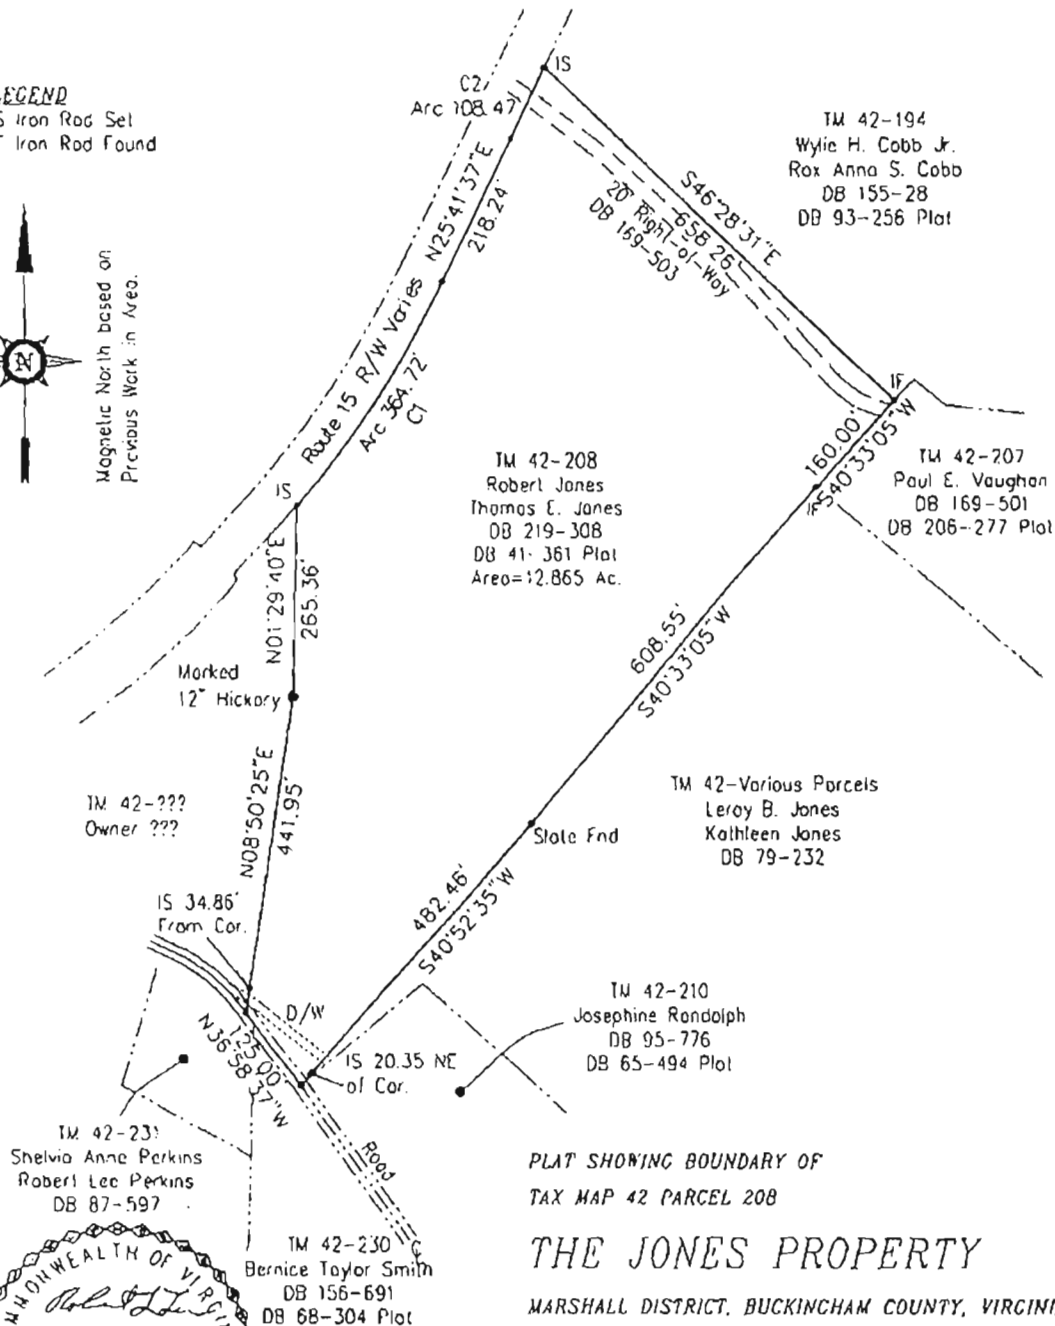 LEGEND
S Iron Rod Set
F Iron Rod Found
N
Magnetic North based on
Previous Work in Area.
IS
C2
Arc 108.47'
N25°41'37"E
218.24'
Route 15 R/W Varies
Arc 364.72'
C1
S46°28'31"E
658.26'
20' Right-of-Way
DB 169-503
TM 42-194
Wylie H. Cobb Jr.
Rox Anna S. Cobb
DB 155-28
DB 93-256 Plat
IF
160.00'
S40°33'05"W
IF
TM 42-207
Paul E. Vaughan
DB 169-501
DB 206-277 Plat
TM 42-208
Robert Jones
Thomas E. Jones
DB 219-308
DB 41-361 Plat
Area=12.865 Ac.
IS
N01°29'40"E
265.36'
Marked
12" Hickory
608.55'
S40°33'05"W
TM 42-???
Owner ???
N08°50'25"E
441.95'
TM 42-Various Parcels
Leroy B. Jones
Kathleen Jones
DB 79-232
State Fnd
482.46'
S40°52'35"W
IS 34.86'
From Cor.
D/W
125.00'
N36°58'37"W
IS 20.35 NE
of Cor.
TM 42-210
Josephine Randolph
DB 95-776
DB 65-494 Plat
Road
TM 42-231
Shelvia Anne Perkins
Robert Lee Perkins
DB 87-597
TM 42-230
Bernice Taylor Smith
DB 156-691
DB 68-304 Plat
PLAT SHOWING BOUNDARY OF
TAX MAP 42 PARCEL 208
THE JONES PROPERTY
MARSHALL DISTRICT, BUCKINGHAM COUNTY, VIRGINI
MMONWEALTH OF VIRGIN